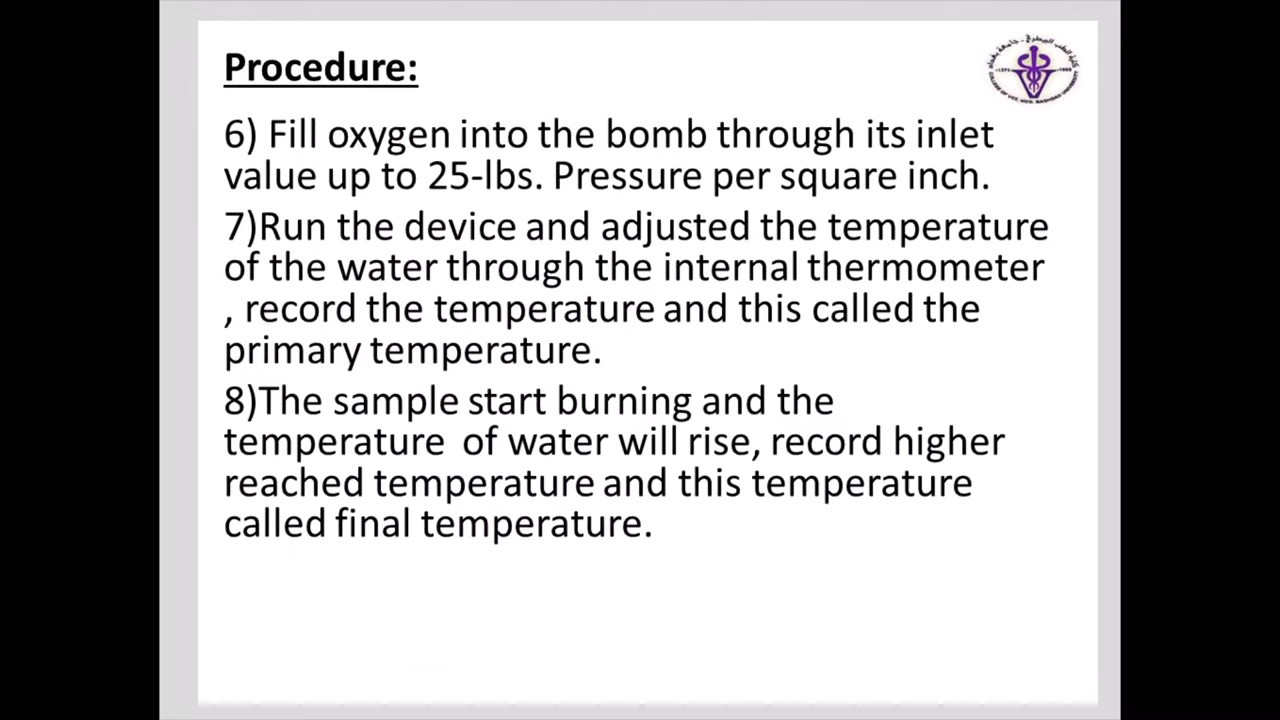 Procedure:
6) Fill oxygen into the bomb through its inlet
value up to 25-lbs. Pressure per square inch.
7)Run the device and adjusted the temperature
of the water through the internal thermometer
, record the temperature and this called the
primary temperature.
8)The sample start burning and the
temperature of water will rise, record higher
reached temperature and this temperature
called final temperature.